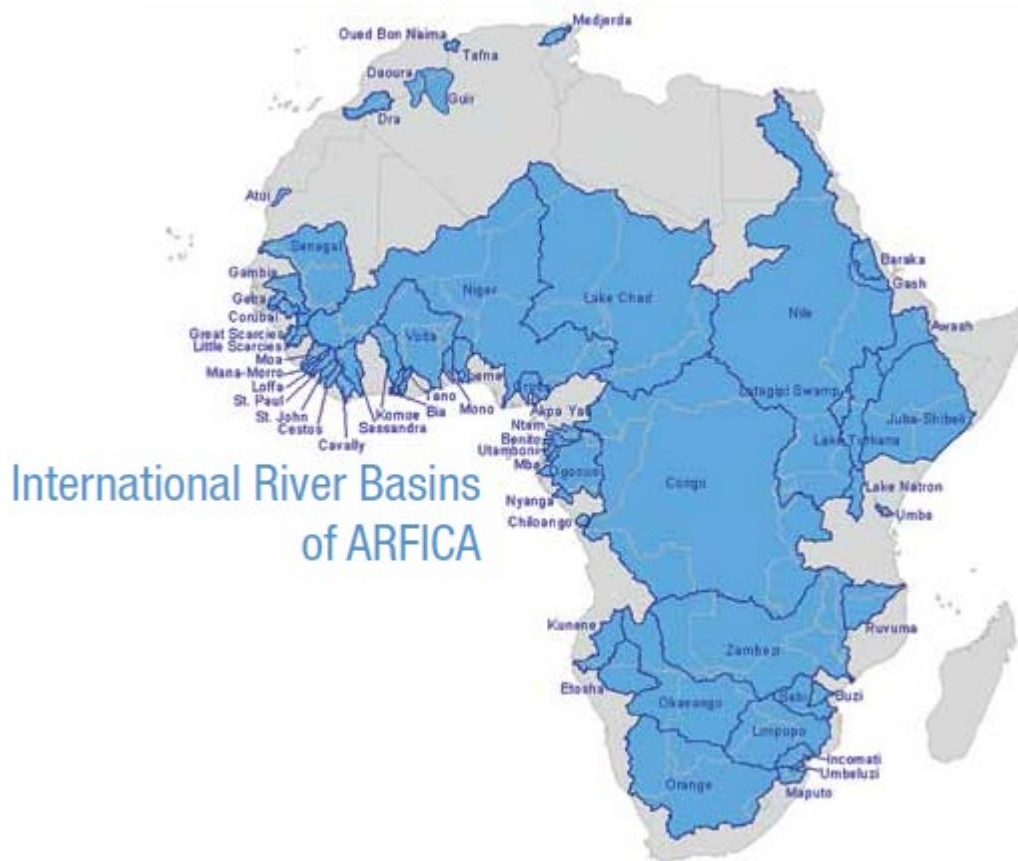 Medjerda
Oued Bon Naima
Tafna
Daoura
Guir
Dra
Atui
Senegal
Gambia
Geba
Corubal
Great Scarcies
Little Scarcies
Moa
Mana-Morro
Loffa
St. Paul
St. John
Cestos
Cavally
Sassandra
Komoe
Bia
Tano
Volta
Mono
Niger
Lake Chad
Nile
Baraka
Gash
Awash
Akpa Yafi
Ntem
Benito
Utamboni
Mbe
Ogooue
Nyanga
Chiloango
Congo
Lotagipi Swamp
Lake Turkana
Juba-Shibeli
Lake Natron
Umba
International River Basins
of ARFICA
Ruvuma
Kunene
Zambezi
Etosha
Okavango
Sabi
Buzi
Limpopo
Incomati
Umbeluzi
Maputo
Orange